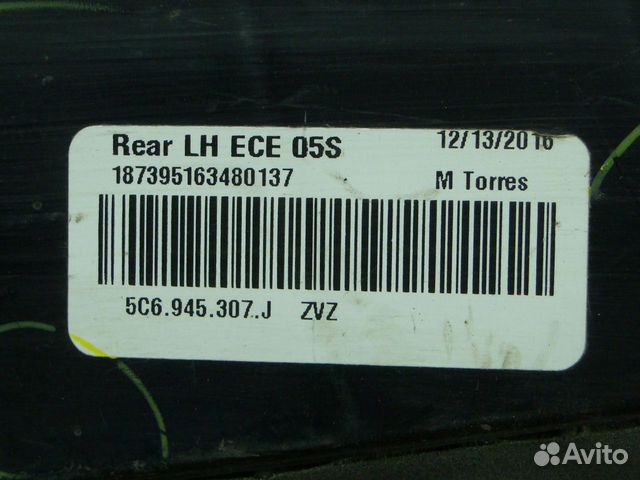 Rear LH ECE 05S 12/13/2016
187395163480137 M Torres
5C6.945.307.J ZVZ
Avito